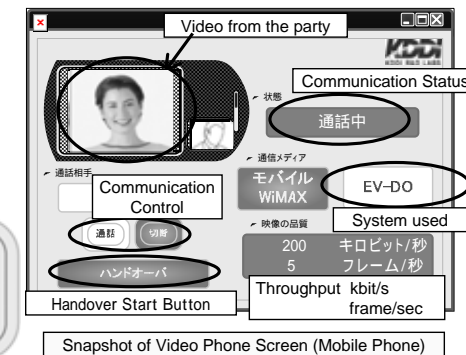 Video from the party
KDDI
KDDI R&D LABS
Communication Status
状態
通話中
通話相手
通信メディア
モバイル
WiMAX
EV-DO
Communication
Control
System used
通話
切断
映像の品質
200 キロビット/秒
5 フレーム/秒
ハンドオーバ
Handover Start Button
Throughput kbit/s
frame/sec
Snapshot of Video Phone Screen (Mobile Phone)